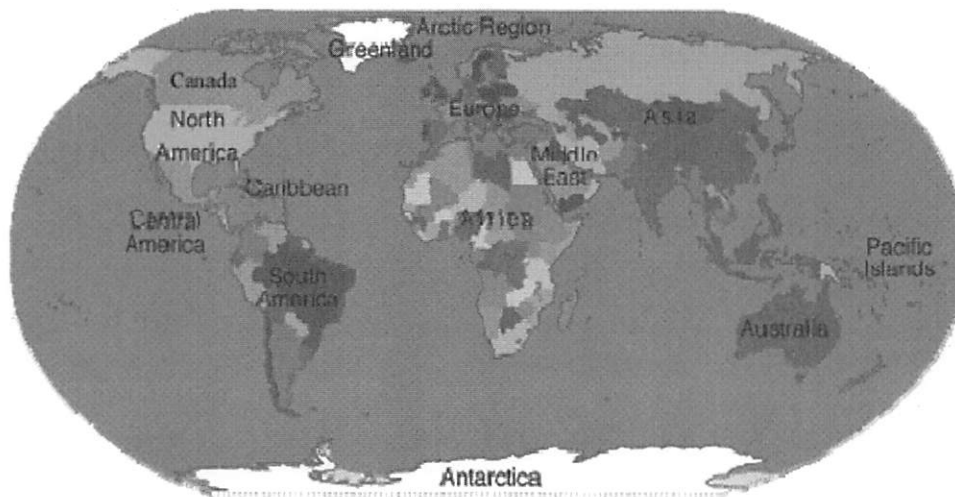 Arctic Region
Greenland
Canada
Europe
North
America
Asia
Middle
East
Caribbean
Central
America
Africa
Pacific
Islands
South
America
Australia
Antarctica